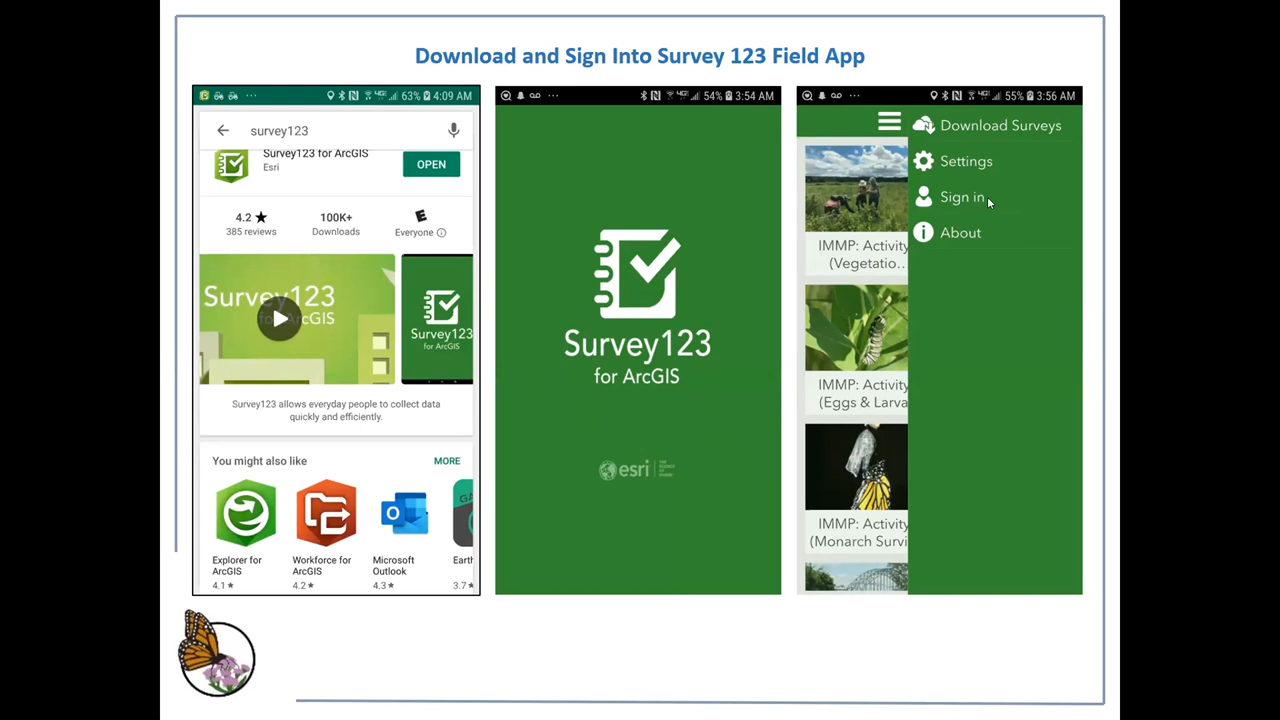 Download and Sign Into Survey 123 Field App
63% 4:09 AM
survey123
Survey123 for ArcGIS
Esri
OPEN
4.2 ★
385 reviews
100K+
Downloads
E
Everyone
Survey123
for ArcGIS
Survey123
for ArcGIS
Survey123 allows everyday people to collect data
quickly and efficiently.
You might also like
MORE
Explorer for
ArcGIS
4.1 ★
Workforce for
ArcGIS
4.2 ★
Microsoft
Outlook
4.3 ★
Earth
3.7 ★
54% 3:54 AM
Survey123
for ArcGIS
esri
55% 3:56 AM
Download Surveys
Settings
Sign in
About
IMMP: Activity
(Vegetatio...
IMMP: Activity
(Eggs & Larva
IMMP: Activity
(Monarch Survi